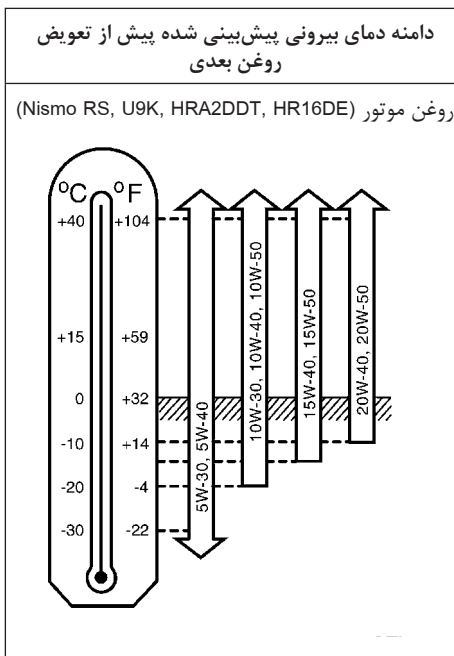 دامنه دمای بیرونی پیش‌بینی شده پیش از تعویض
روغن بعدی
روغن موتور (Nismo RS, U9K, HRA2DDT, HR16DE)
°C °F
+40 +104
+15 +59
0 +32
-10 +14
-20 -4
-30 -22
5W-30, 5W-40
10W-30, 10W-40, 10W-50
15W-40, 15W-50
20W-40, 20W-50